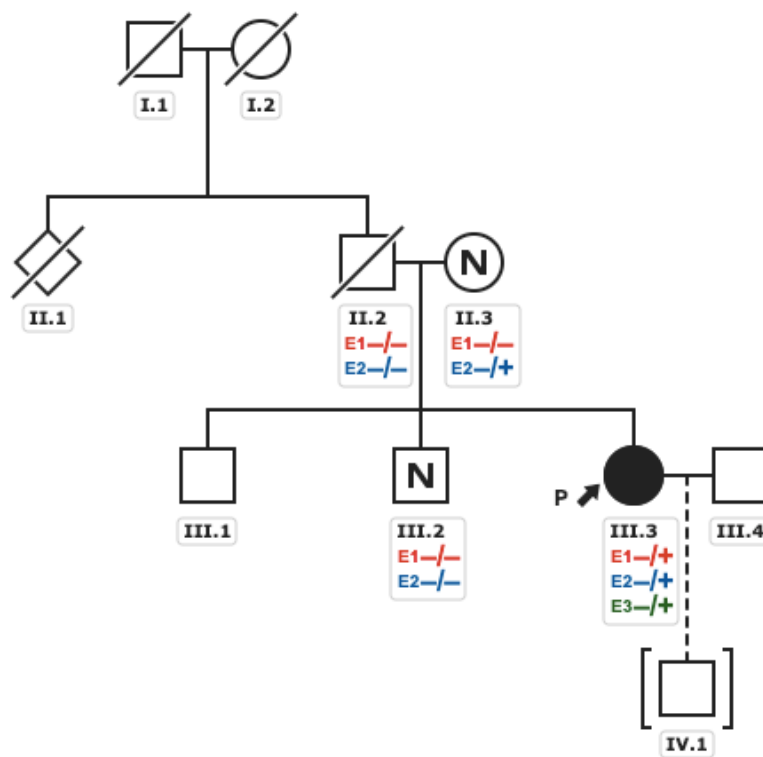 I.1
I.2
II.1
N
II.2
E1–/–
E2–/–
II.3
E1–/–
E2–/+
III.1
N
III.2
E1–/–
E2–/–
P
III.3
E1–/+
E2–/+
E3–/+
III.4
IV.1